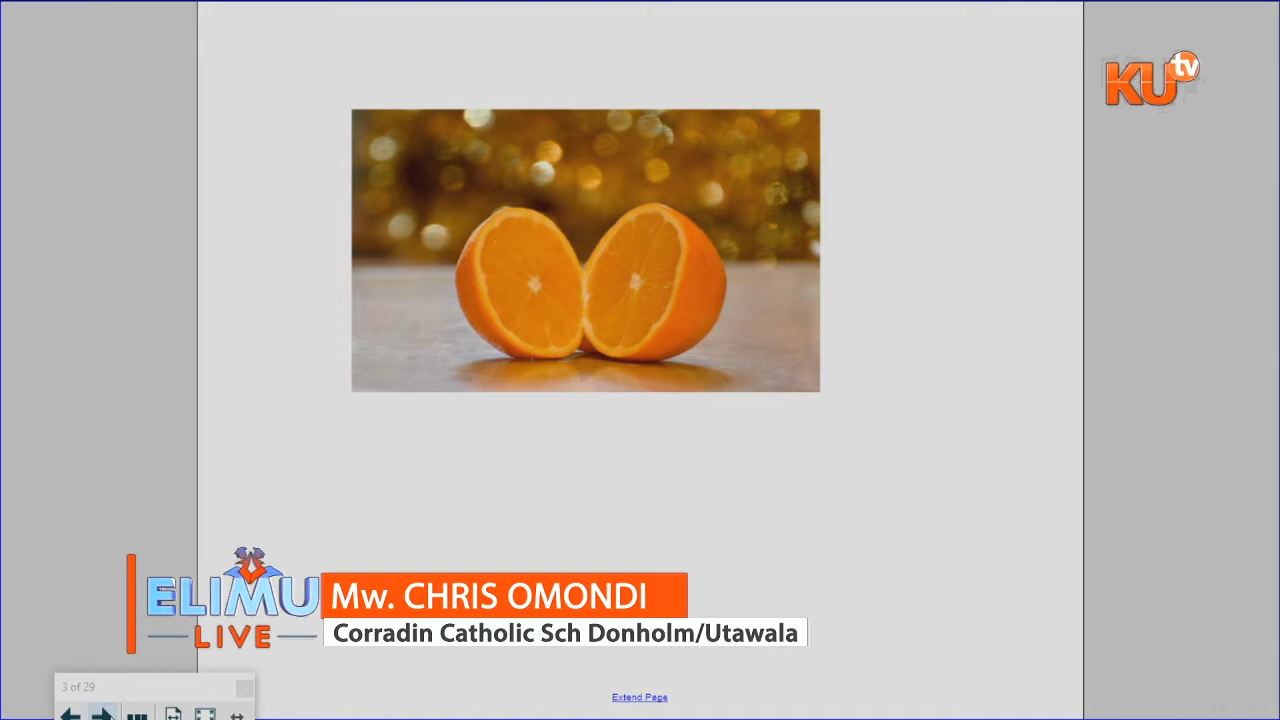 KU tv
ELIMU
LIVE
Mw. CHRIS OMONDI
Corradin Catholic Sch Donholm/Utawala
3 of 29
Extend Page